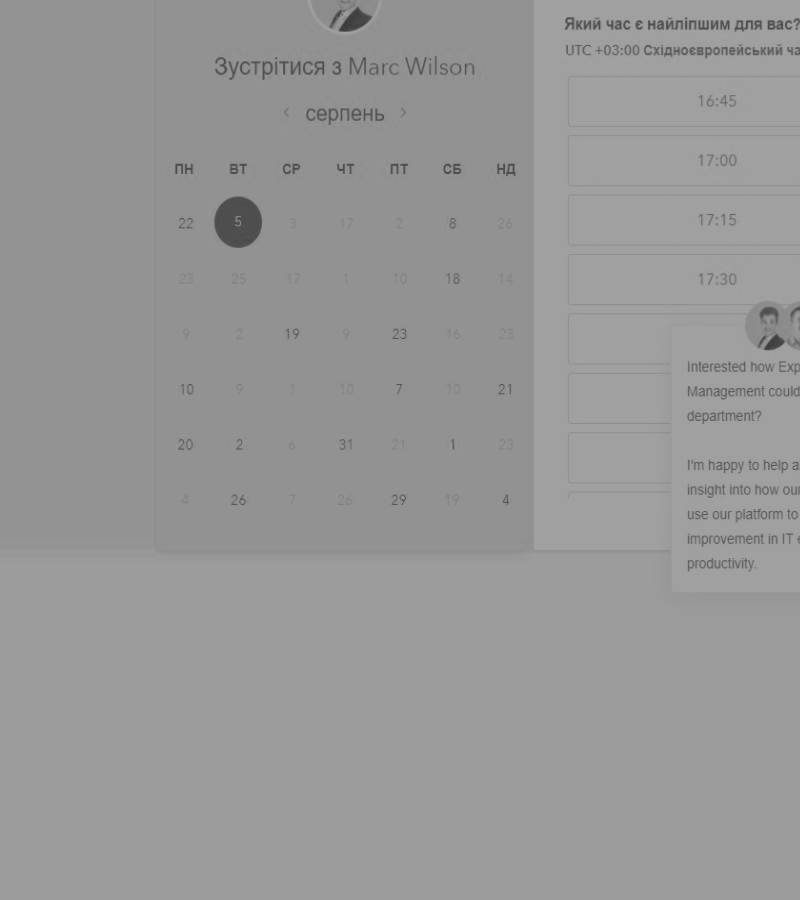 Зустрітися з Marc Wilson
‹ серпень ›
ПН ВТ СР ЧТ ПТ СБ НД
22 5 3 17 2 8 26
23 25 17 1 10 18 14
9 2 19 9 23 16 23
10 9 1 10 7 10 21
20 2 6 31 21 1 23
4 26 7 26 29 19 4
Який час є найліпшим для вас?
UTC +03:00 Східноєвропейський ча
16:45
17:00
17:15
17:30
Interested how Exp
Management could
department?
I'm happy to help a
insight into how our
use our platform to
improvement in IT e
productivity.